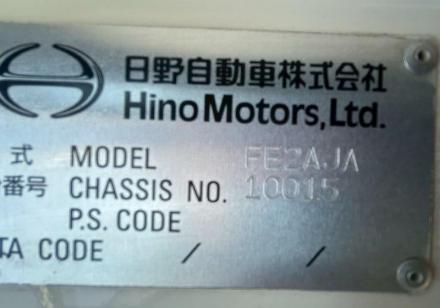 日野自動車株式会社
Hino Motors, Ltd.
式 MODEL FE2AJA
番号 CHASSIS NO. 10015
P.S. CODE
TA CODE / /